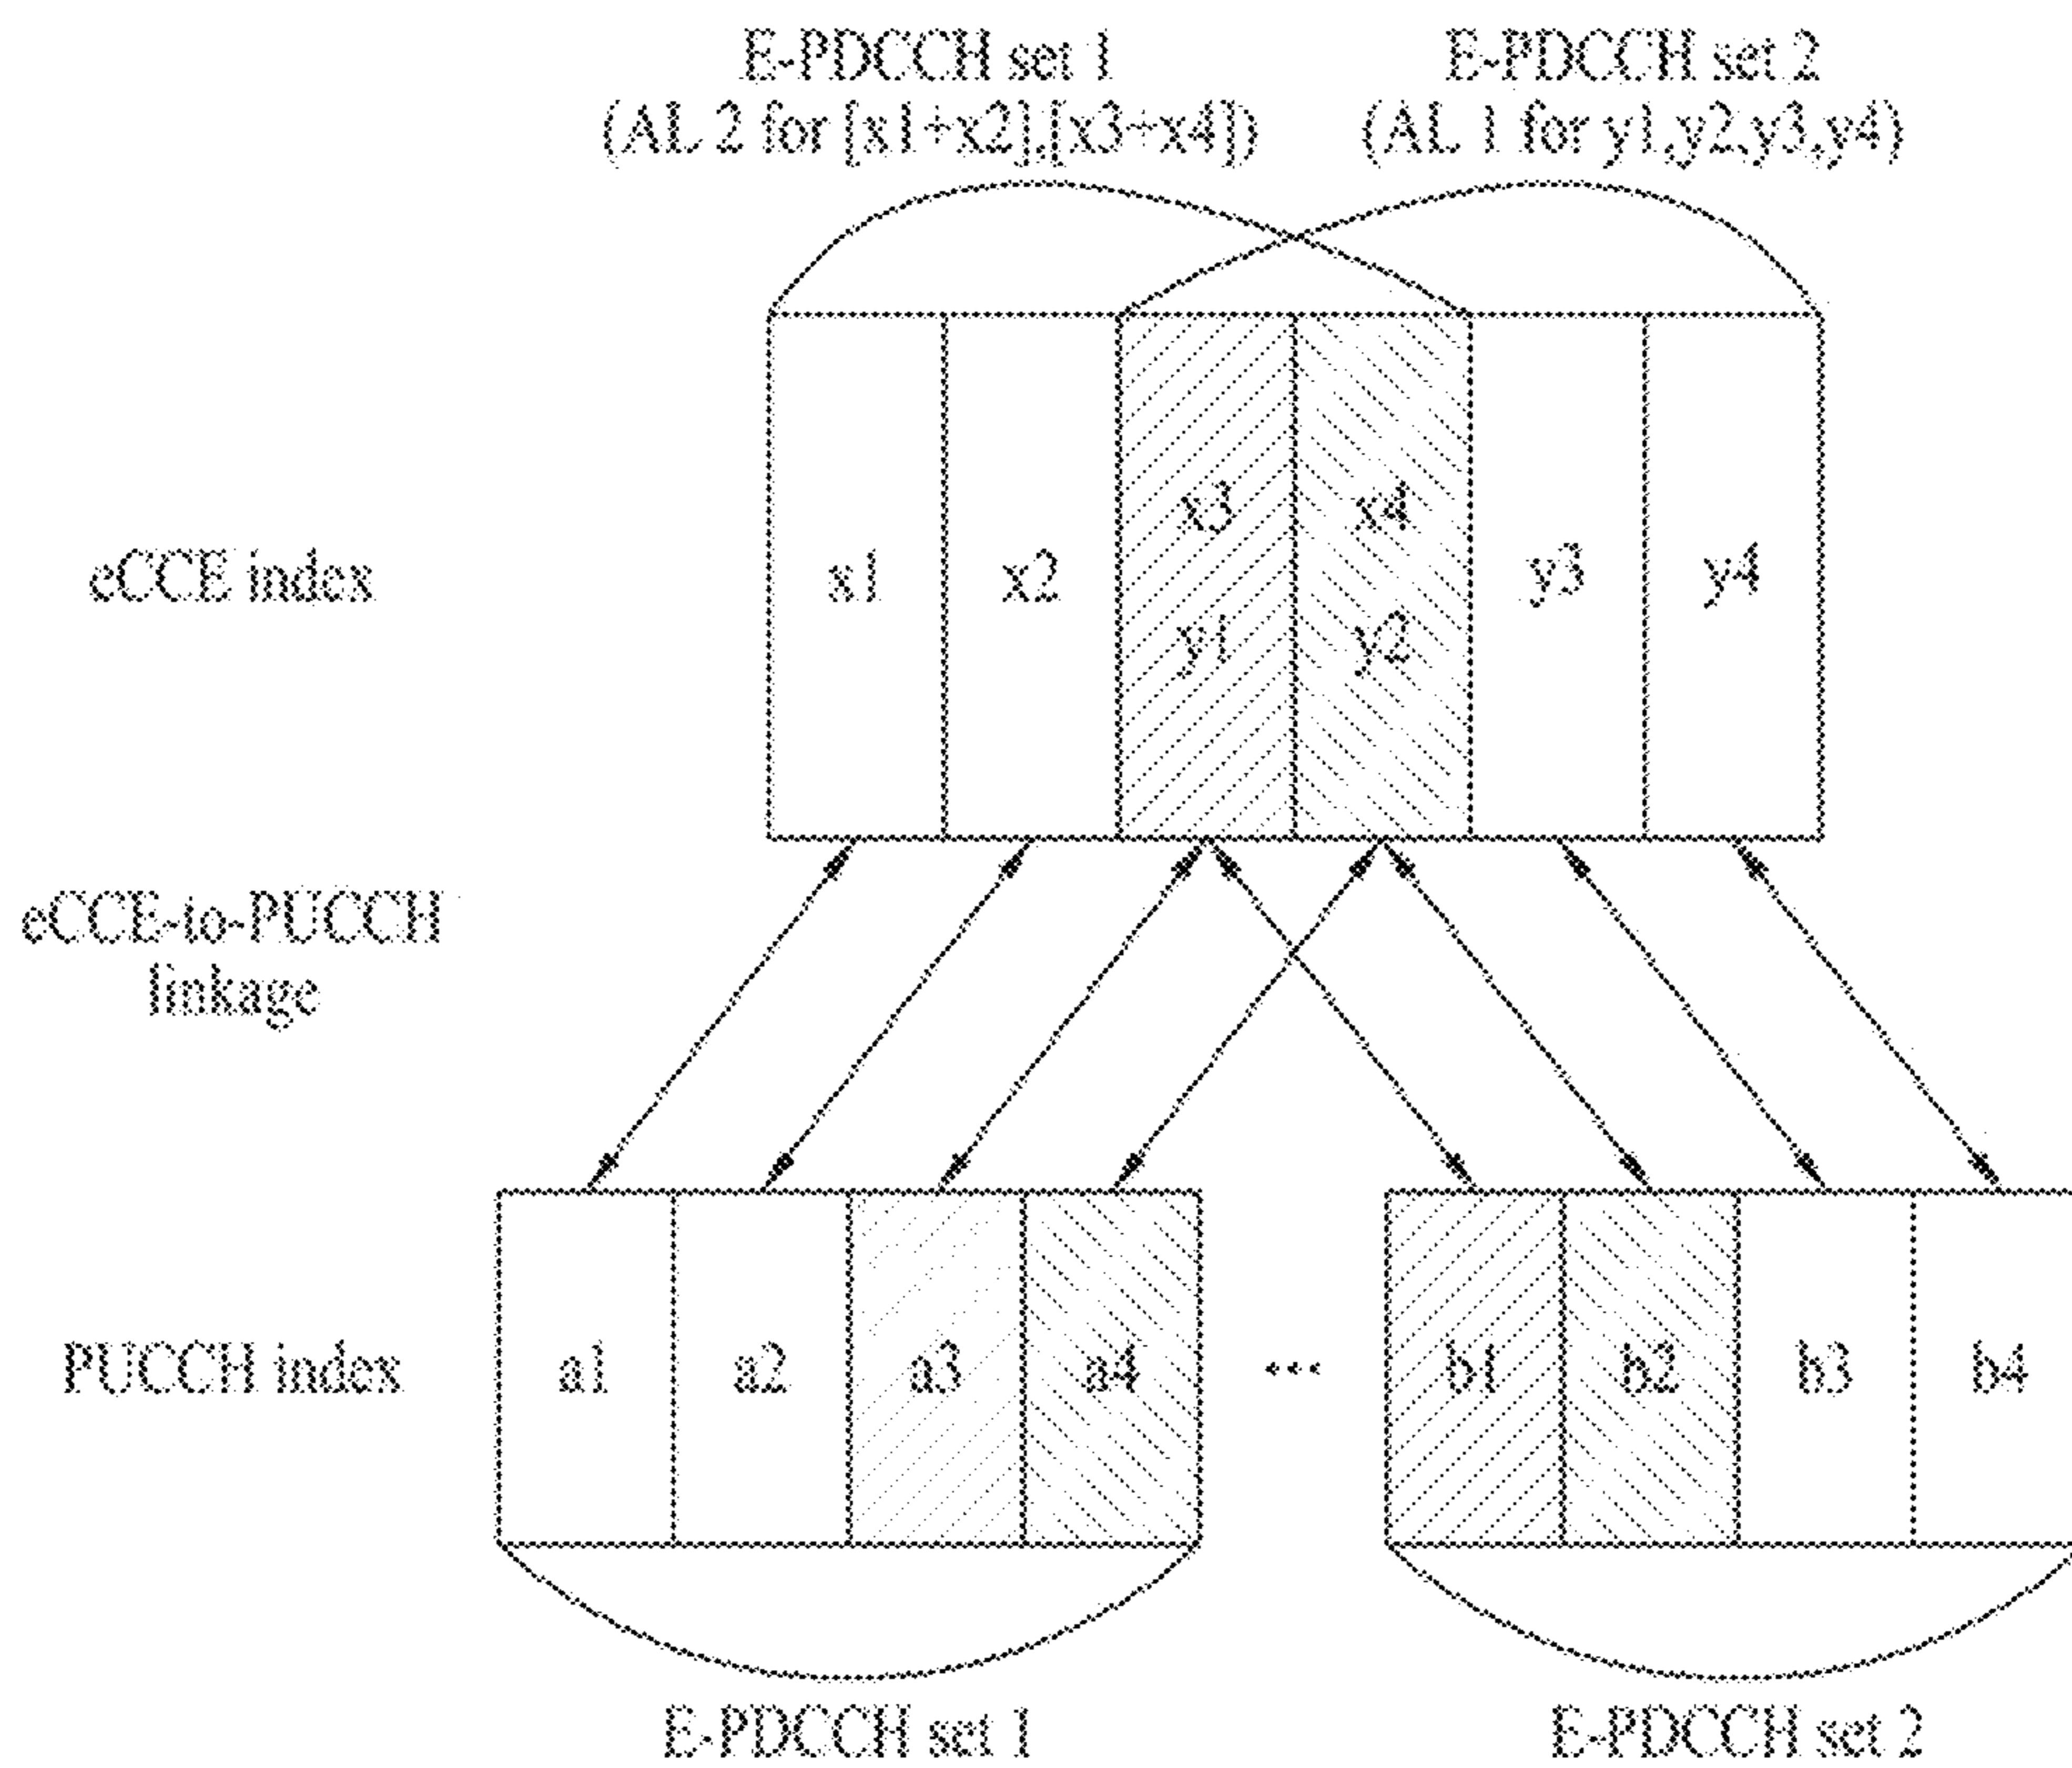 E-PDCCH set 1
(AL 2 for [x1+x2],[x3+x4])
E-PDCCH set 2
(AL 1 for y1,y2,y3,y4)
eCCE index
x1
x2
x3
y1
x4
y2
y3
y4
eCCE-to-PUCCH
linkage
PUCCH index
a1
a2
a3
a4
...
b1
b2
b3
b4
E-PDCCH set 1
E-PDCCH set 2